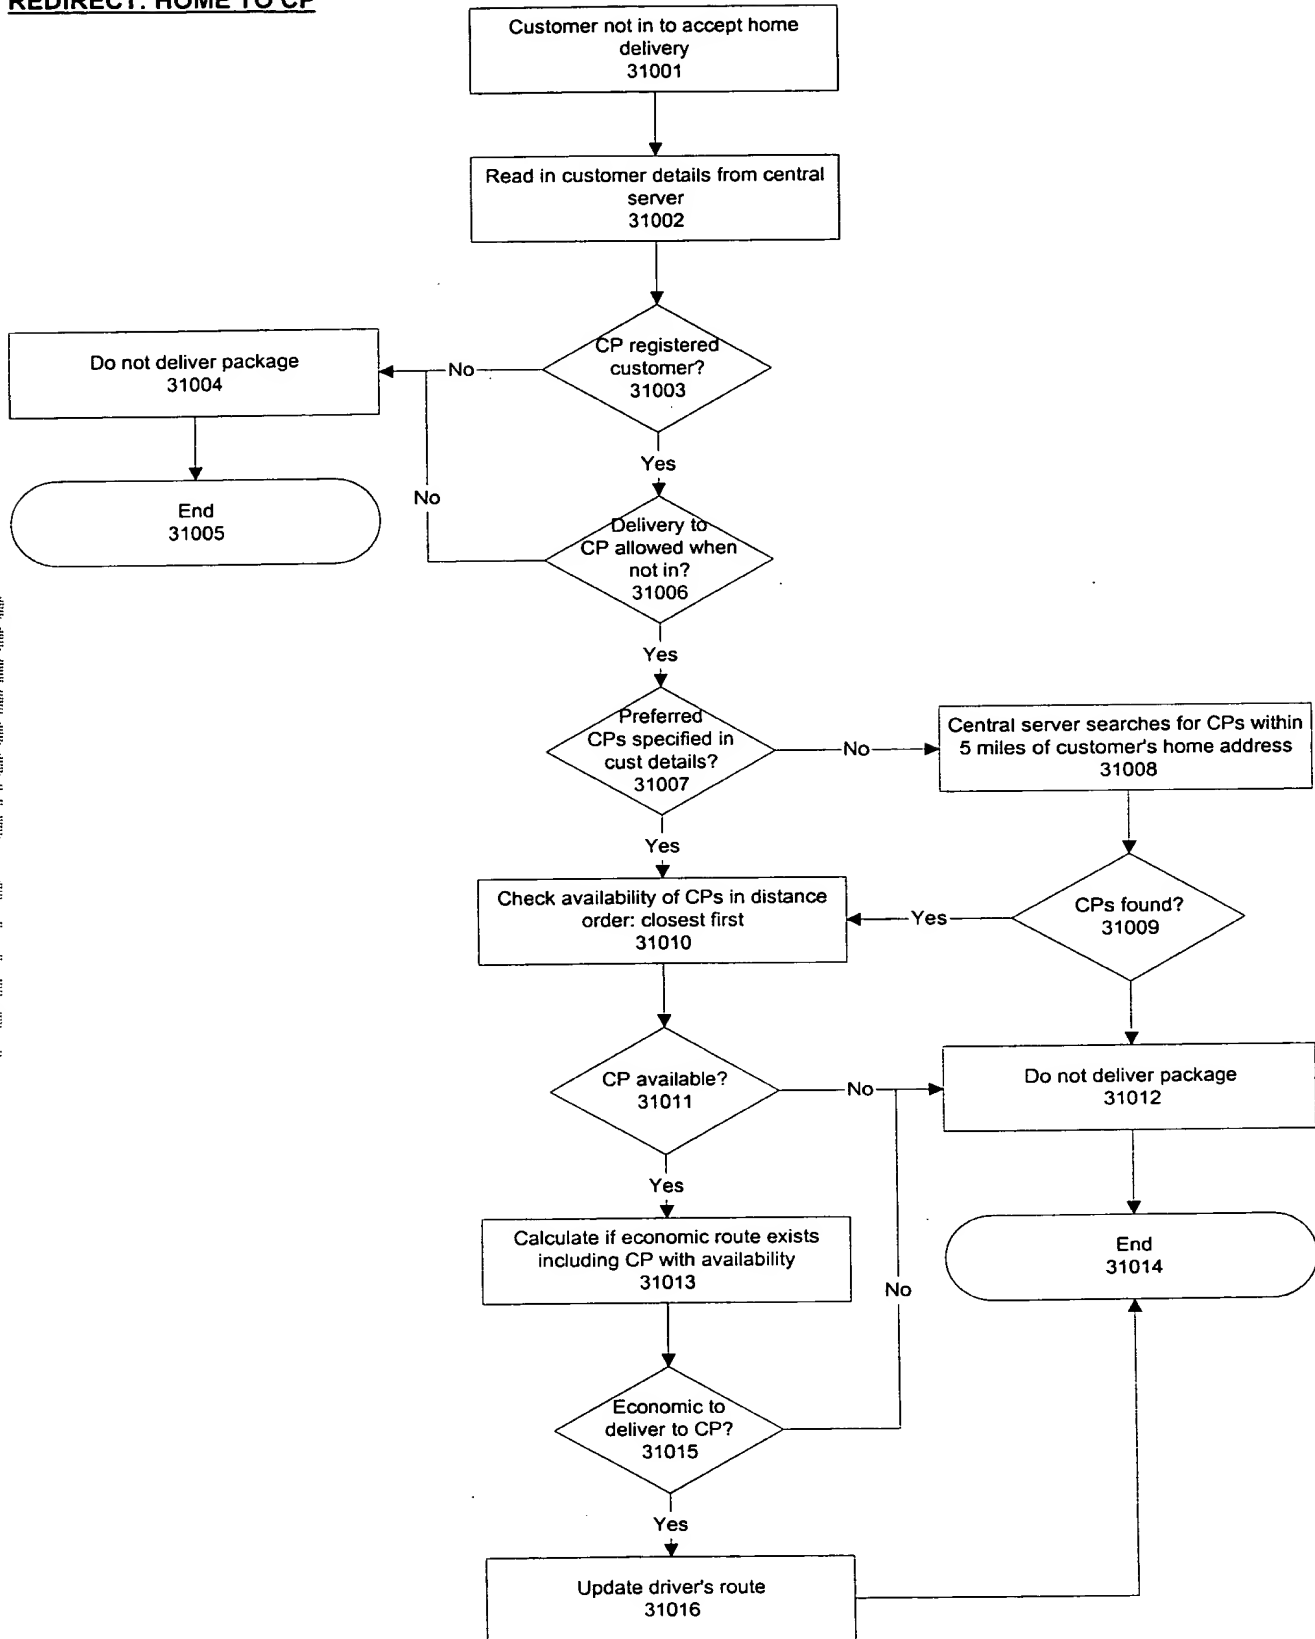 REDIRECT: HOME TO CP
Customer not in to accept home
delivery
31001
Read in customer details from central
server
31002
CP registered
customer?
31003
No
Do not deliver package
31004
End
31005
Yes
No
Delivery to
CP allowed when
not in?
31006
Yes
Preferred
CPs specified in
cust details?
31007
No
Central server searches for CPs within
5 miles of customer's home address
31008
Yes
Check availability of CPs in distance
order: closest first
31010
Yes
CPs found?
31009
CP available?
31011
No
Do not deliver package
31012
Yes
Calculate if economic route exists
including CP with availability
31013
End
31014
No
Economic to
deliver to CP?
31015
Yes
Update driver's route
31016